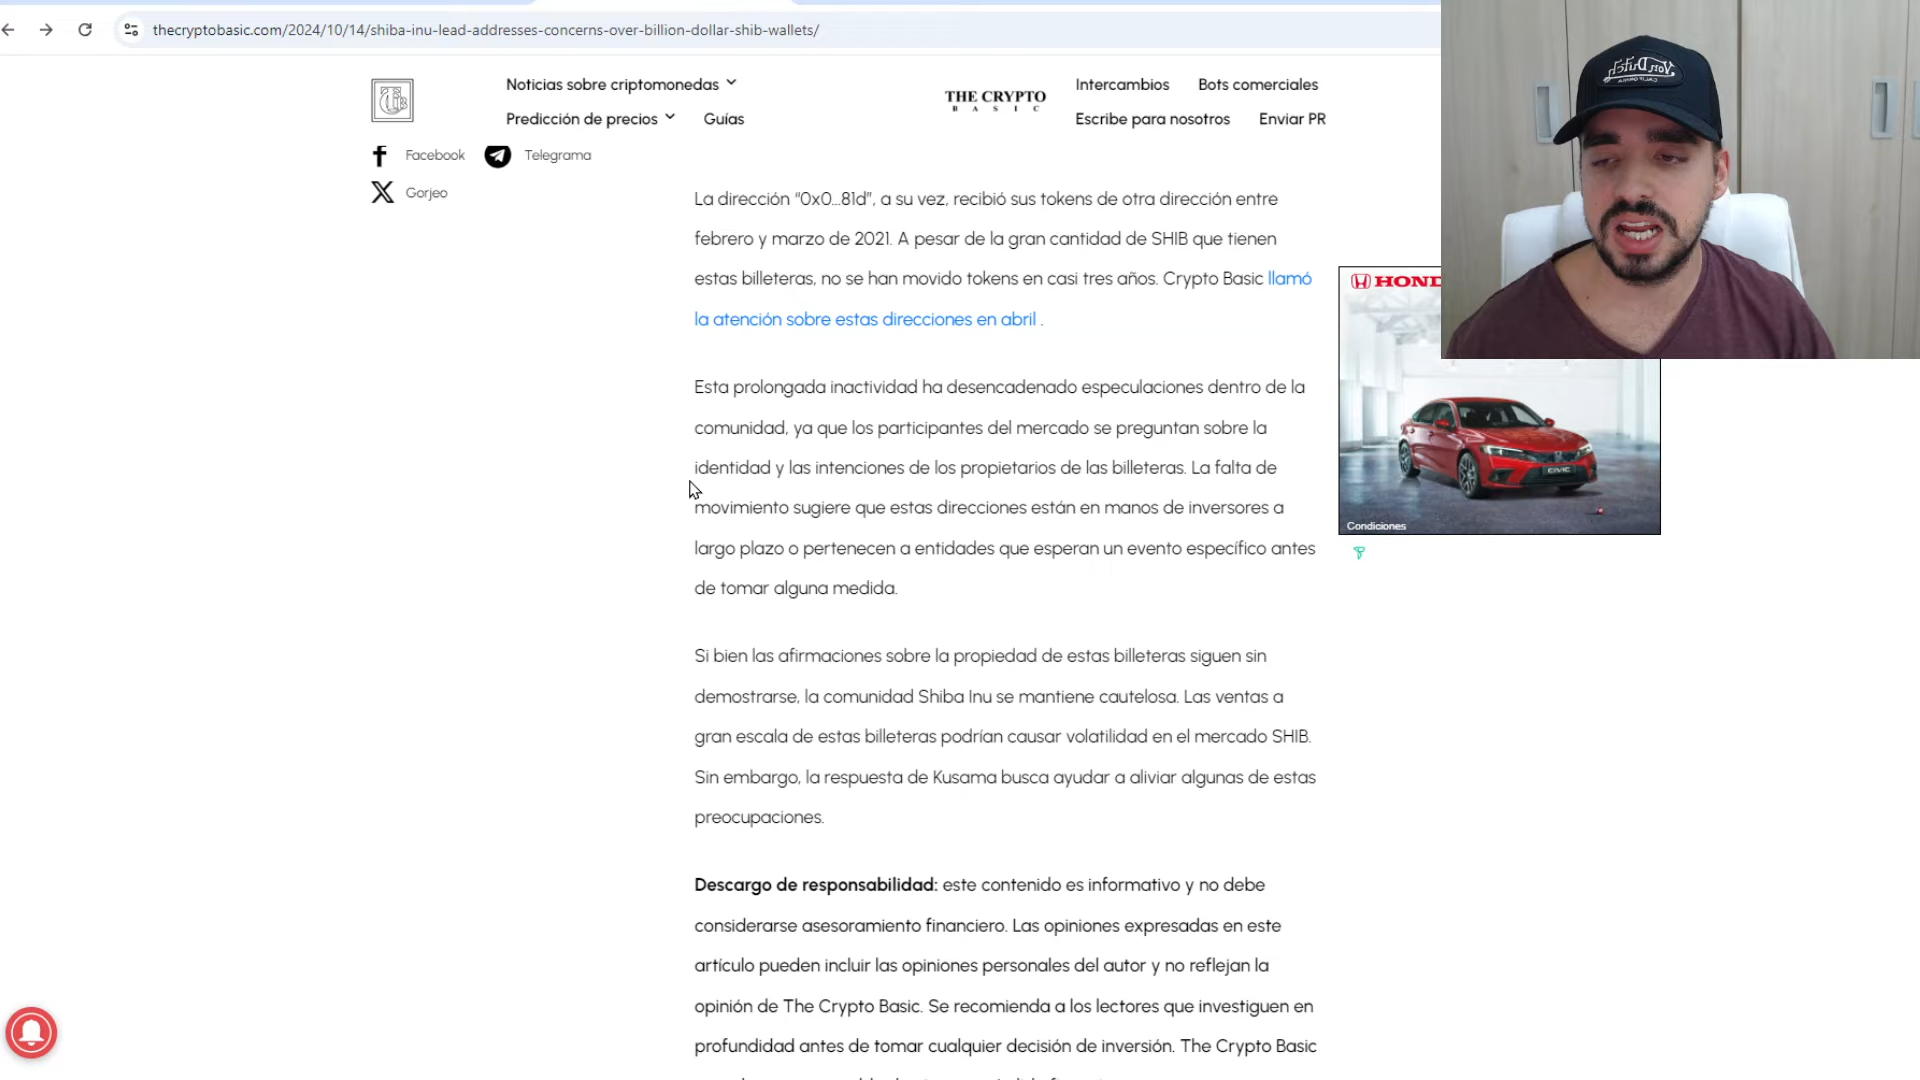 thecryptobasic.com/2024/10/14/shiba-inu-lead-addresses-concerns-over-billion-dollar-shib-wallets/
Noticias sobre criptomonedas
Predicción de precios
Guías
THE CRYPTO
BASIC
Intercambios
Bots comerciales
Escribe para nosotros
Enviar PR
Facebook
Telegrama
Gorjeo
La dirección “0x0...81d”, a su vez, recibió sus tokens de otra dirección entre
febrero y marzo de 2021. A pesar de la gran cantidad de SHIB que tienen
estas billeteras, no se han movido tokens en casi tres años. Crypto Basic llamó
la atención sobre estas direcciones en abril .
Esta prolongada inactividad ha desencadenado especulaciones dentro de la
comunidad, ya que los participantes del mercado se preguntan sobre la
identidad y las intenciones de los propietarios de las billeteras. La falta de
movimiento sugiere que estas direcciones están en manos de inversores a
largo plazo o pertenecen a entidades que esperan un evento específico antes
de tomar alguna medida.
Si bien las afirmaciones sobre la propiedad de estas billeteras siguen sin
demostrarse, la comunidad Shiba Inu se mantiene cautelosa. Las ventas a
gran escala de estas billeteras podrían causar volatilidad en el mercado SHIB.
Sin embargo, la respuesta de Kusama busca ayudar a aliviar algunas de estas
preocupaciones.
Descargo de responsabilidad: este contenido es informativo y no debe
considerarse asesoramiento financiero. Las opiniones expresadas en este
artículo pueden incluir las opiniones personales del autor y no reflejan la
opinión de The Crypto Basic. Se recomienda a los lectores que investiguen en
profundidad antes de tomar cualquier decisión de inversión. The Crypto Basic
Von Dutch
CALIFORNIA
HOND
CIVIC
Condiciones